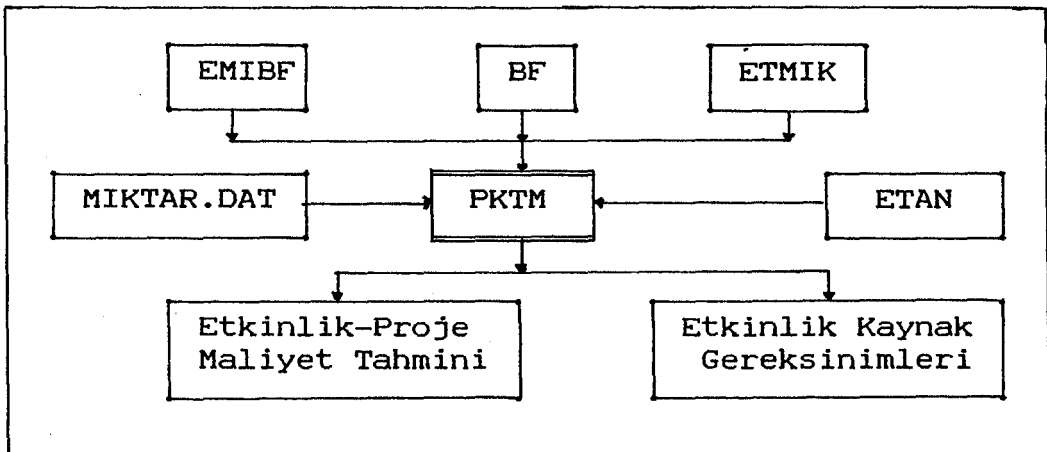 EMIBF
BF
ETMIK
MIKTAR.DAT
PKTM
ETAN
Etkinlik-Proje
Maliyet Tahmini
Etkinlik Kaynak
Gereksinimleri